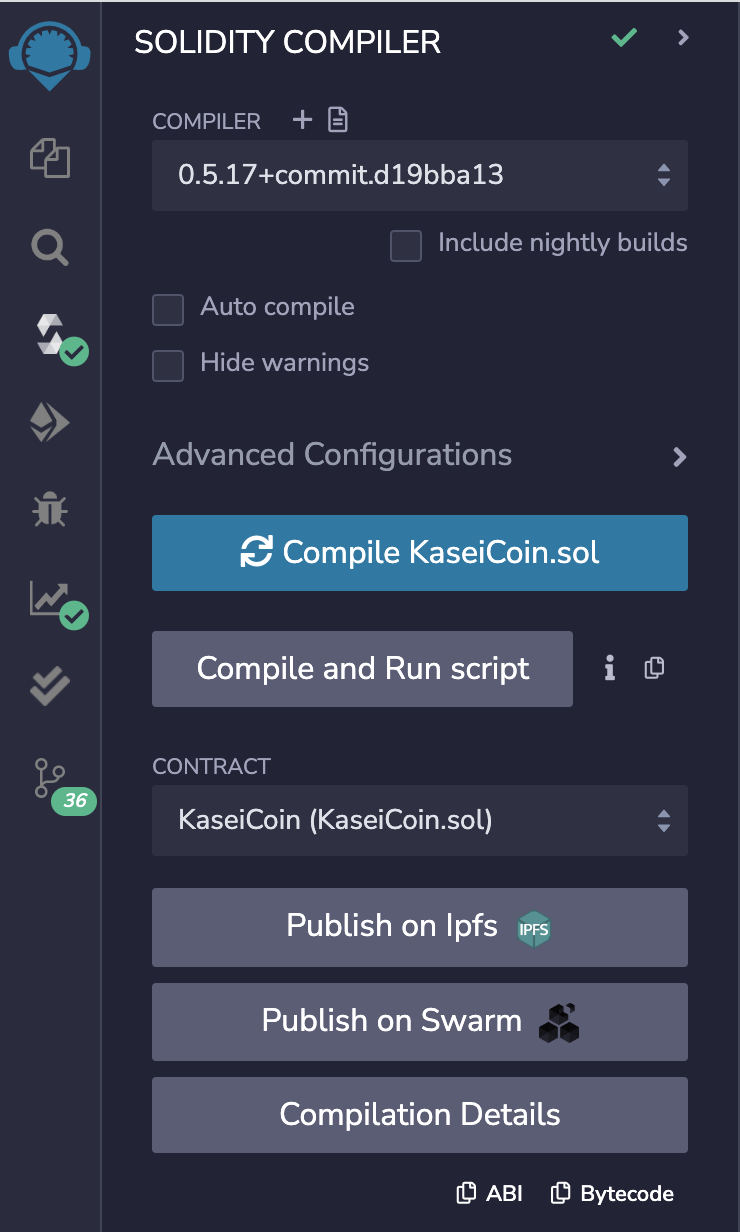 SOLIDITY COMPILER
COMPILER
0.5.17+commit.d19bba13
Include nightly builds
Auto compile
Hide warnings
Advanced Configurations
Compile KaseiCoin.sol
Compile and Run script
CONTRACT
36
KaseiCoin (KaseiCoin.sol)
Publish on Ipfs IPFS
Publish on Swarm
Compilation Details
ABI Bytecode